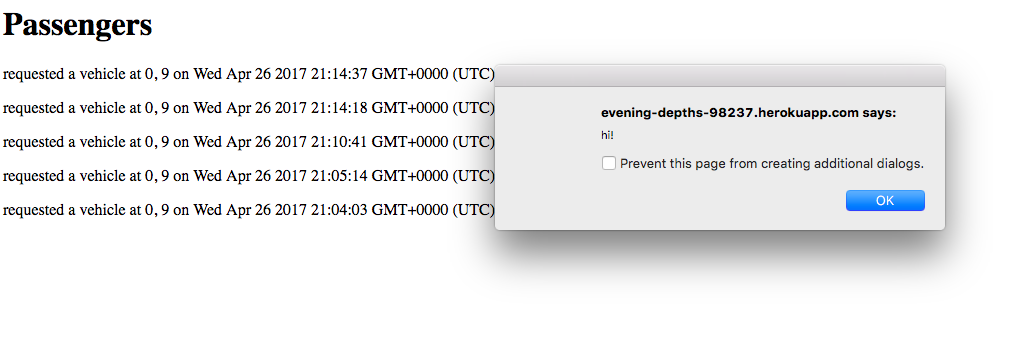 Passengers
requested a vehicle at 0, 9 on Wed Apr 26 2017 21:14:37 GMT+0000 (UTC)
requested a vehicle at 0, 9 on Wed Apr 26 2017 21:14:18 GMT+0000 (UTC)
requested a vehicle at 0, 9 on Wed Apr 26 2017 21:10:41 GMT+0000 (UTC)
requested a vehicle at 0, 9 on Wed Apr 26 2017 21:05:14 GMT+0000 (UTC)
requested a vehicle at 0, 9 on Wed Apr 26 2017 21:04:03 GMT+0000 (UTC)
evening-depths-98237.herokuapp.com says:
hi!
Prevent this page from creating additional dialogs.
OK